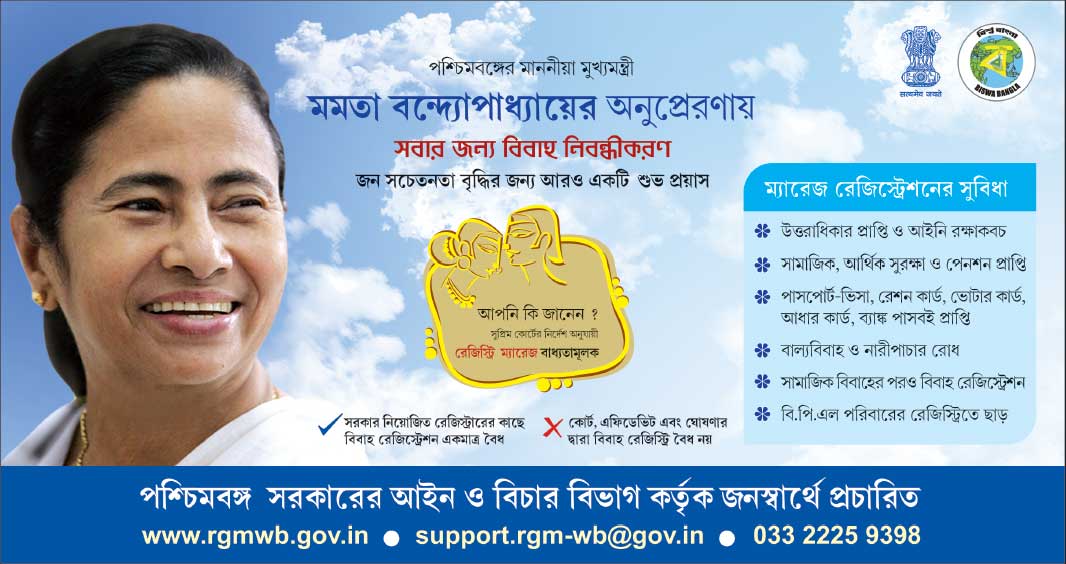 পশ্চিমবঙ্গের মাননীয়া মুখ্যমন্ত্রী
মমতা বন্দ্যোপাধ্যায়ের অনুপ্রেরণায়
সবার জন্য বিবাহ নিবন্ধীকরণ
জন সচেতনতা বৃদ্ধির জন্য আরও একটি শুভ প্রয়াস
सत्यमेव जयते
বিশ্ব বাংলা
ব
BISWA BANGLA
আপনি কি জানেন ?
সুপ্রিম কোর্টের নির্দেশ অনুযায়ী
রেজিস্ট্রি ম্যারেজ বাধ্যতামূলক
সরকার নিয়োজিত রেজিস্ট্রারের কাছে
বিবাহ রেজিস্ট্রেশন একমাত্র বৈধ
কোর্ট, এফিডেভিট এবং ঘোষণার
দ্বারা বিবাহ রেজিস্ট্রি বৈধ নয়
ম্যারেজ রেজিস্ট্রেশনের সুবিধা
উত্তরাধিকার প্রাপ্তি ও আইনি রক্ষাকবচ
সামাজিক, আর্থিক সুরক্ষা ও পেনশন প্রাপ্তি
পাসপোর্ট-ভিসা, রেশন কার্ড, ভোটার কার্ড,
আধার কার্ড, ব্যাঙ্ক পাসবই প্রাপ্তি
বাল্যবিবাহ ও নারীপাচার রোধ
সামাজিক বিবাহের পরও বিবাহ রেজিস্ট্রেশন
বি.পি.এল পরিবারের রেজিস্ট্রিতে ছাড়
পশ্চিমবঙ্গ সরকারের আইন ও বিচার বিভাগ কর্তৃক জনস্বার্থে প্রচারিত
www.rgmwb.gov.in ● support.rgm-wb@gov.in ● 033 2225 9398